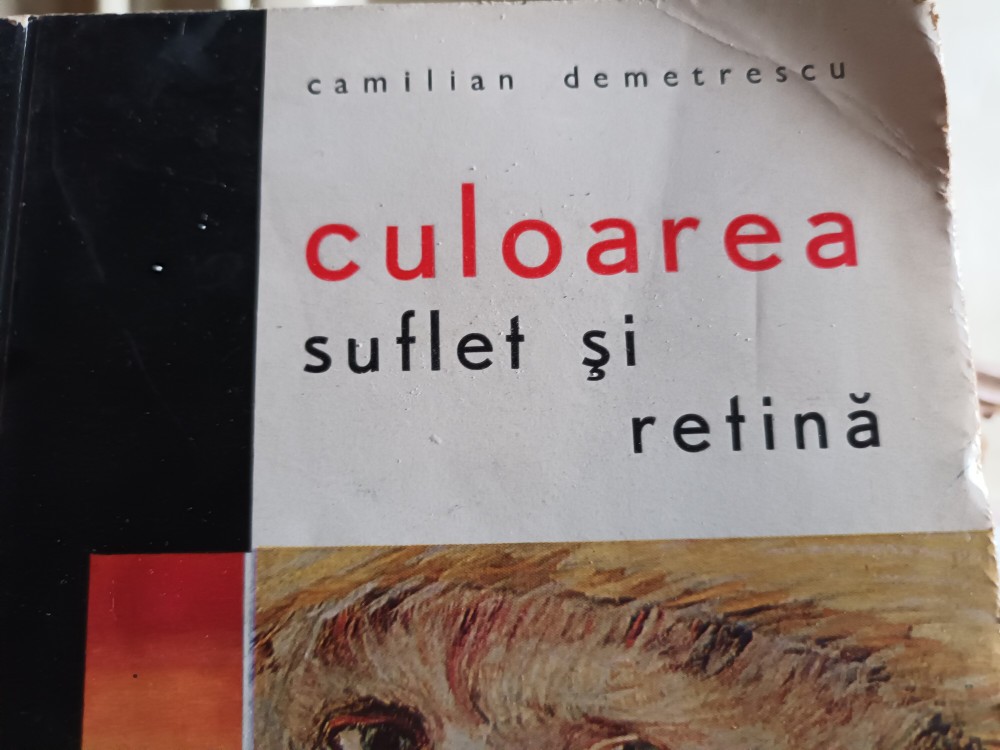 camilian demetrescu
culoarea
suflet şi
retină